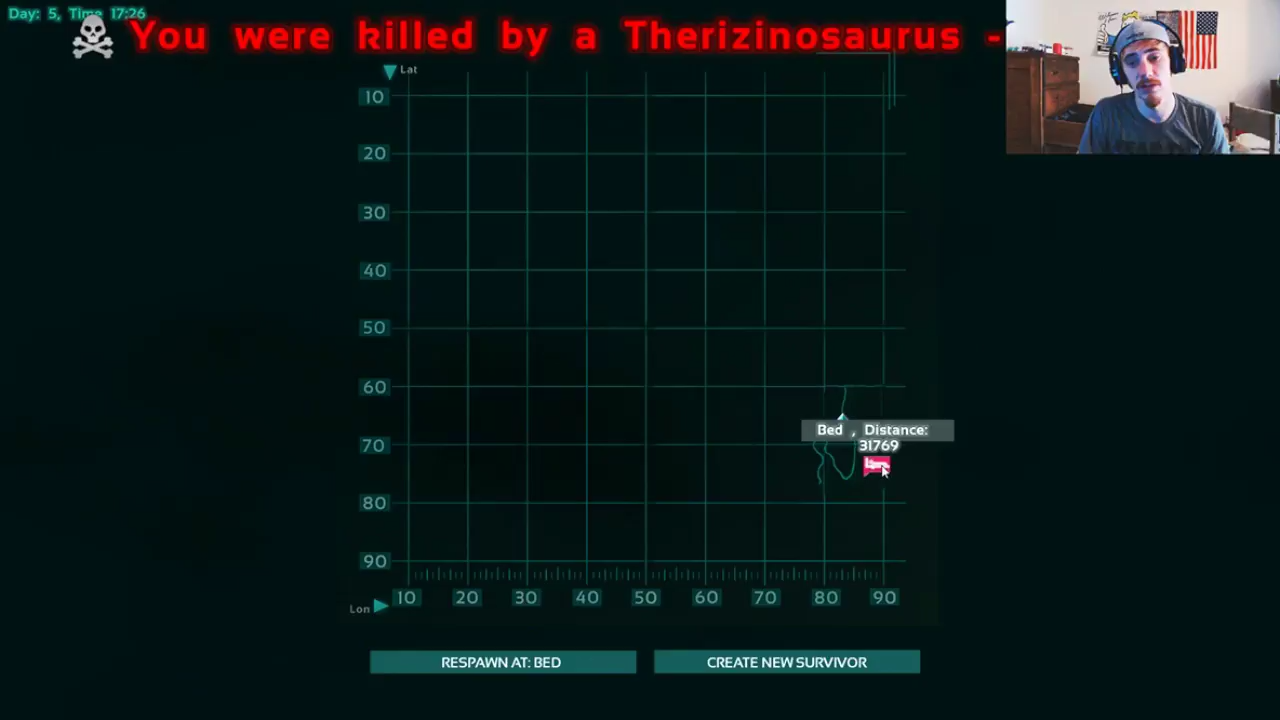 Day: 5, Time 17:26
You were killed by a Therizinosaurus -
Lat
10
20
30
40
50
60
Bed , Distance:
31769
70
80
90
Lon
10 20 30 40 50 60 70 80 90
RESPAWN AT: BED
CREATE NEW SURVIVOR